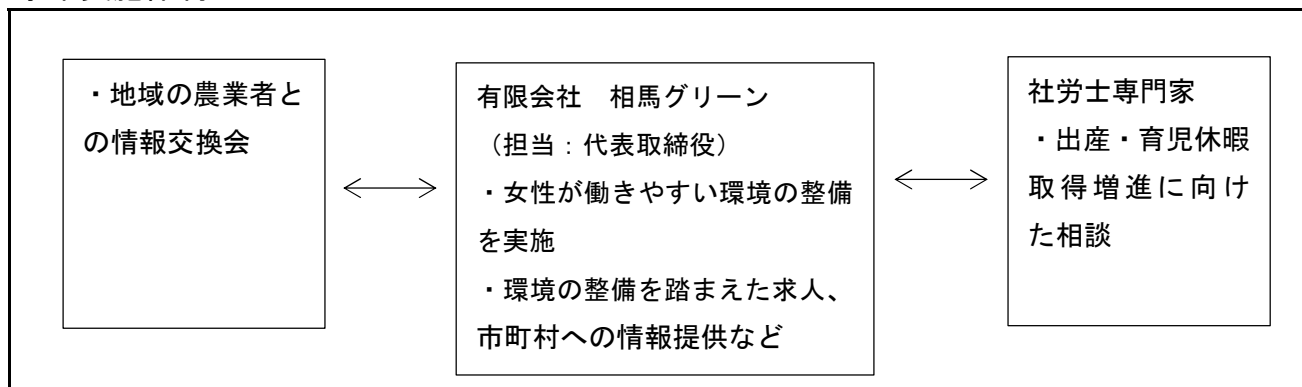 ・地域の農業者と
の情報交換会
有限会社　相馬グリーン
（担当：代表取締役）
・女性が働きやすい環境の整備
を実施
・環境の整備を踏まえた求人、
市町村への情報提供など
社労士専門家
・出産・育児休暇
取得増進に向け
た相談